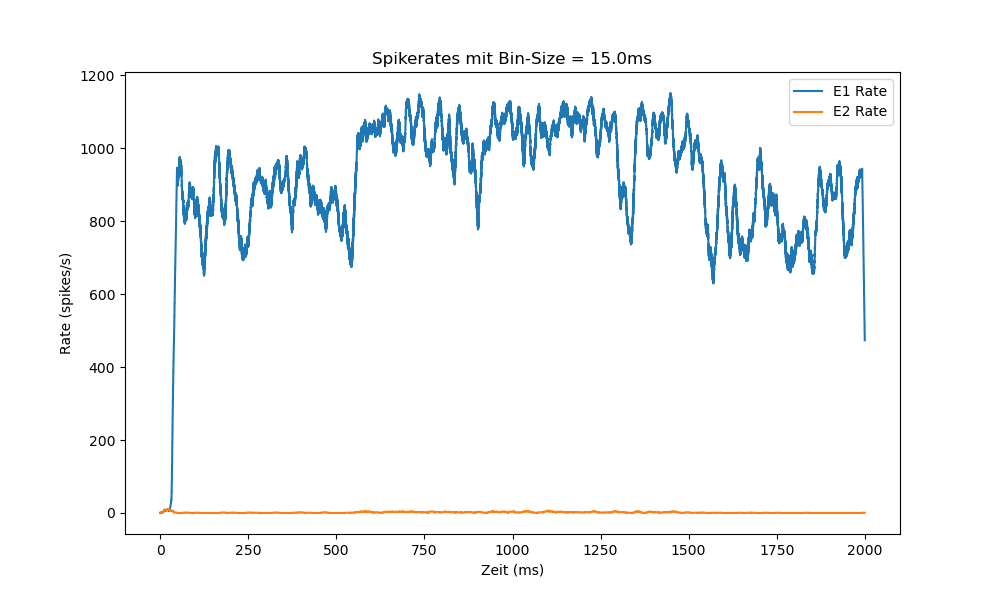 Spikerates mit Bin-Size = 15.0ms
E1 Rate
E2 Rate
1200
1000
800
600
400
200
0
Rate (spikes/s)
0 250 500 750 1000 1250 1500 1750 2000
Zeit (ms)